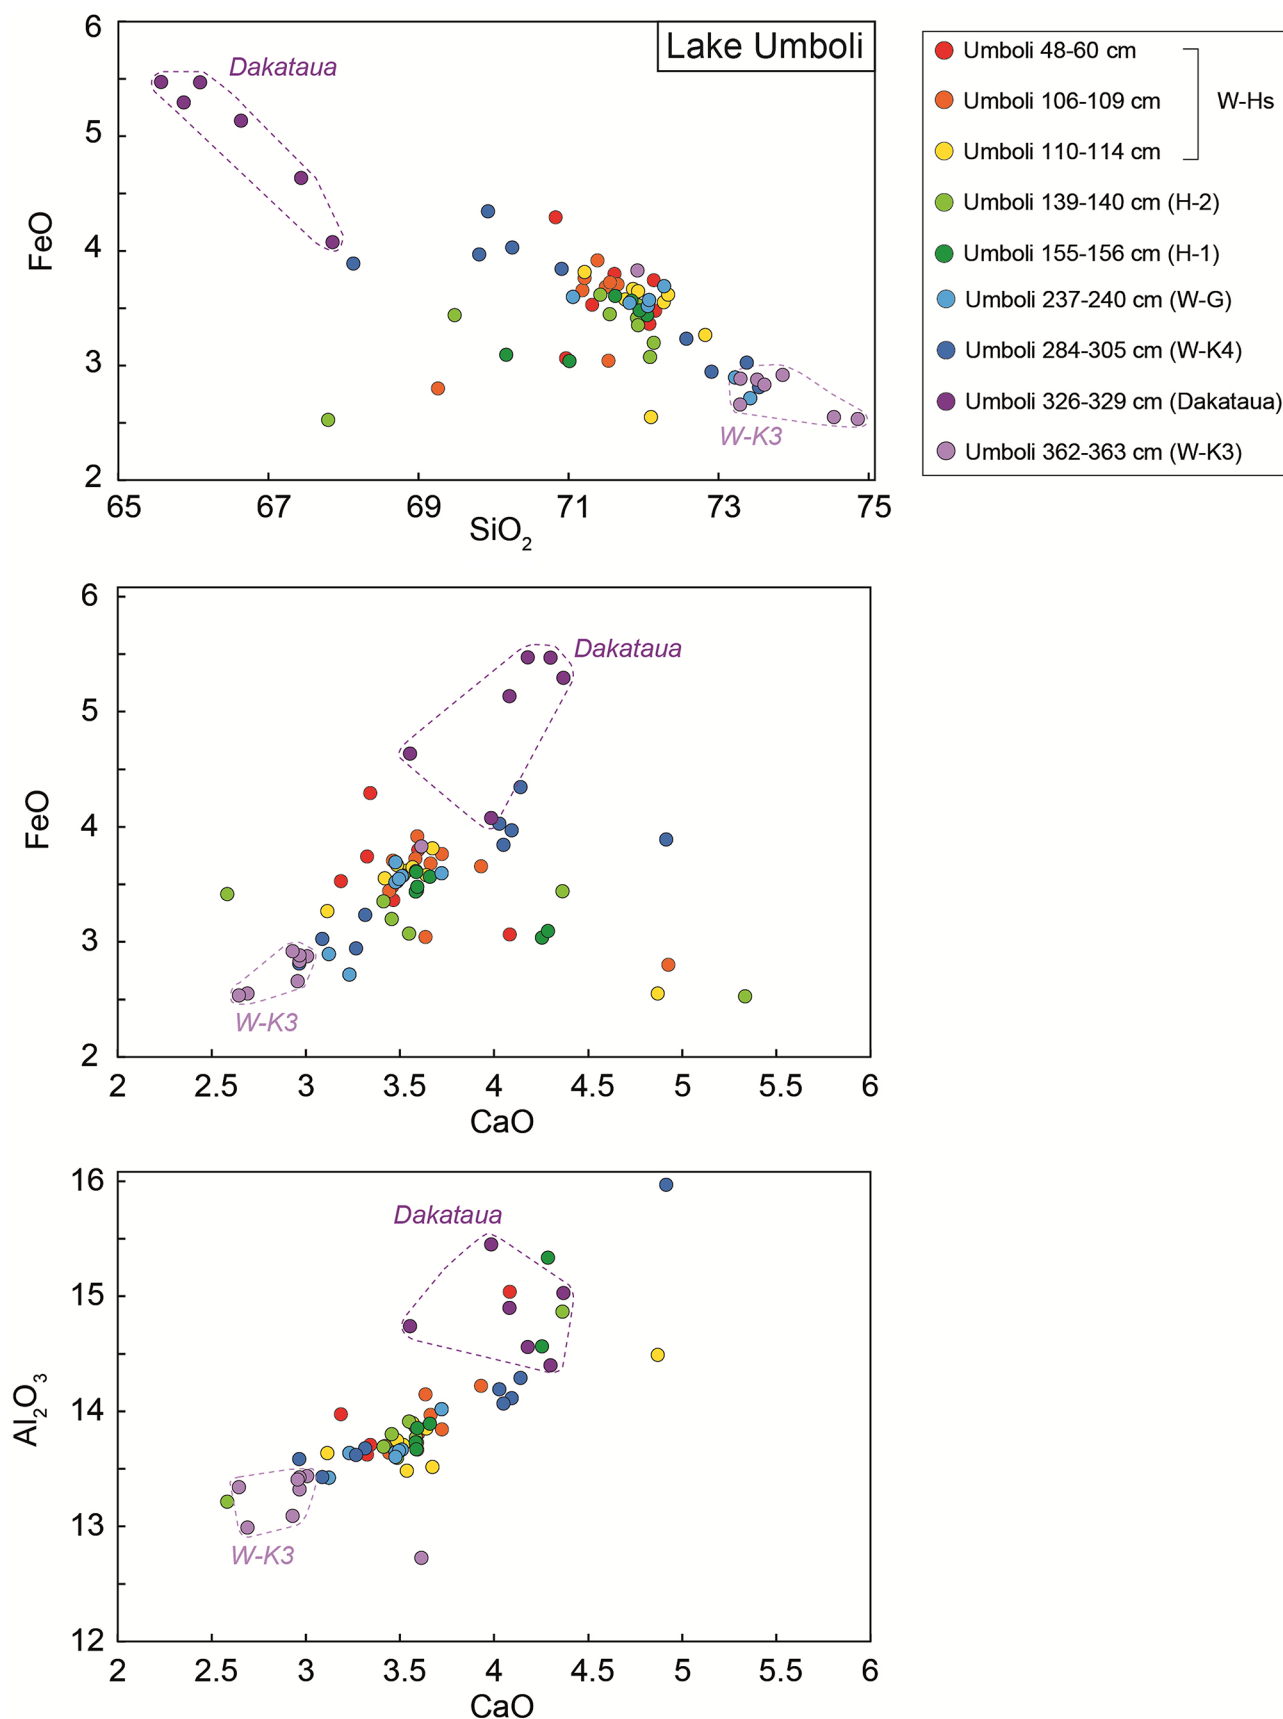 Lake Umboli
Dakataua
W-K3
FeO
6
5
4
3
2
65 67 69 71 73 75
SiO2
Umboli 48-60 cm
Umboli 106-109 cm
W-Hs
Umboli 110-114 cm
Umboli 139-140 cm (H-2)
Umboli 155-156 cm (H-1)
Umboli 237-240 cm (W-G)
Umboli 284-305 cm (W-K4)
Umboli 326-329 cm (Dakataua)
Umboli 362-363 cm (W-K3)
Dakataua
W-K3
FeO
6
5
4
3
2
2 2.5 3 3.5 4 4.5 5 5.5 6
CaO
Dakataua
W-K3
Al2O3
16
15
14
13
12
2 2.5 3 3.5 4 4.5 5 5.5 6
CaO